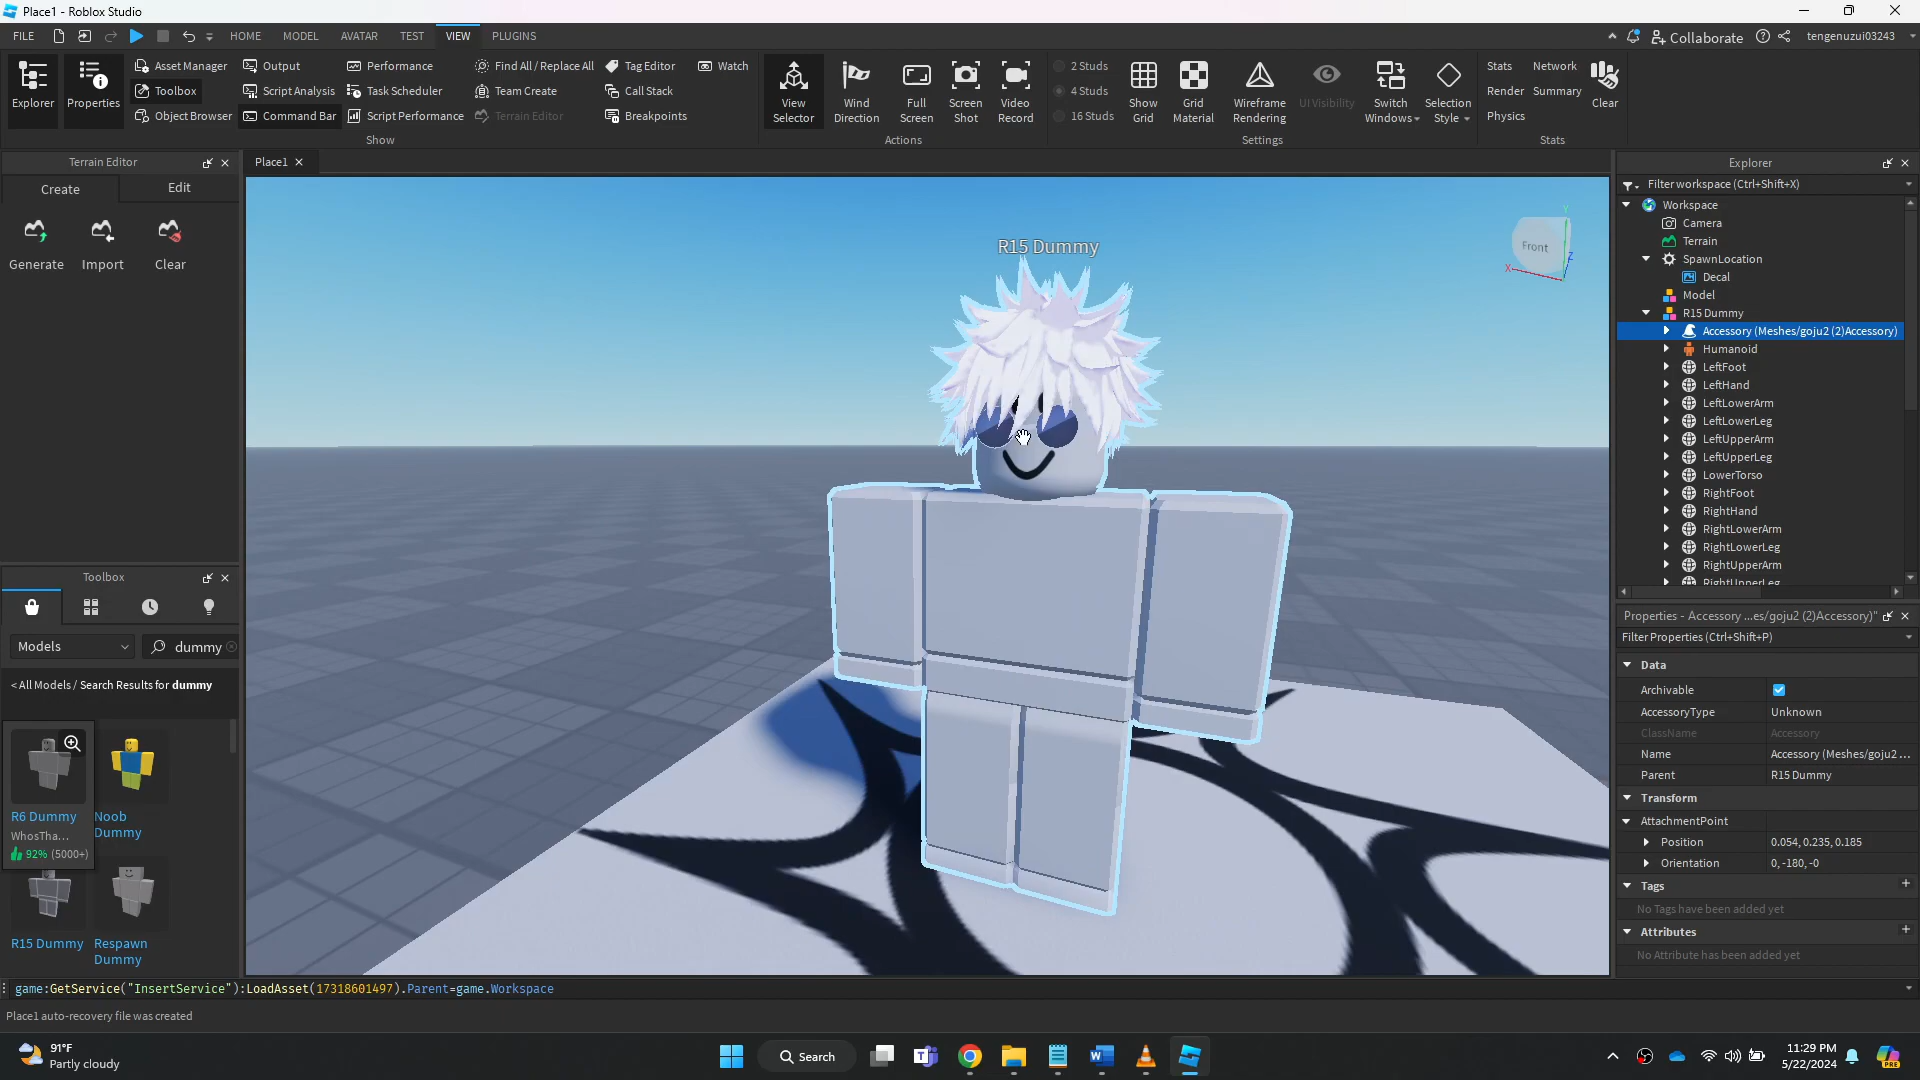 Place1 - Roblox Studio
FILE HOME MODEL AVATAR TEST VIEW PLUGINS Collaborate tengenuzui03243
Explorer
Properties
Asset Manager
Toolbox
Object Browser
Output
Script Analysis
Command Bar
Performance
Task Scheduler
Script Performance
Find All / Replace All
Team Create
Terrain Editor
Tag Editor
Call Stack
Breakpoints
Watch
Show
View
Selector
Wind
Direction
Full
Screen
Screen
Shot
Video
Record
Actions
2 Studs
4 Studs
16 Studs
Show
Grid
Grid
Material
Wireframe
Rendering
UI Visibility
Switch
Windows
Selection
Style
Settings
Stats
Render
Physics
Network
Summary
Clear
Stats
Terrain Editor
Create Edit
Generate Import Clear
Place1
R15 Dummy
Front
X
Y
Z
Toolbox
Models dummy
< All Models / Search Results for dummy
R6 Dummy
WhosTha...
92% (5000+)
Noob
Dummy
R15 Dummy
Respawn
Dummy
Explorer
Filter workspace (Ctrl+Shift+X)
Workspace
Camera
Terrain
SpawnLocation
Decal
Model
R15 Dummy
Accessory (Meshes/goju2 (2)Accessory)
Humanoid
LeftFoot
LeftHand
LeftLowerArm
LeftLowerLeg
LeftUpperArm
LeftUpperLeg
LowerTorso
RightFoot
RightHand
RightLowerArm
RightLowerLeg
RightUpperArm
RightUpperLeg
Properties - Accessory ...es/goju2 (2)Accessory)"
Filter Properties (Ctrl+Shift+P)
Data
Archivable
AccessoryType Unknown
ClassName Accessory
Name Accessory (Meshes/goju2 ...
Parent R15 Dummy
Transform
AttachmentPoint
Position 0.054, 0.235, 0.185
Orientation 0, -180, -0
Tags
No Tags have been added yet
Attributes
No Attribute has been added yet
game:GetService("InsertService"):LoadAsset(17318601497).Parent=game.Workspace
Place1 auto-recovery file was created
91°F
Partly cloudy
Search
11:29 PM
5/22/2024
PRE